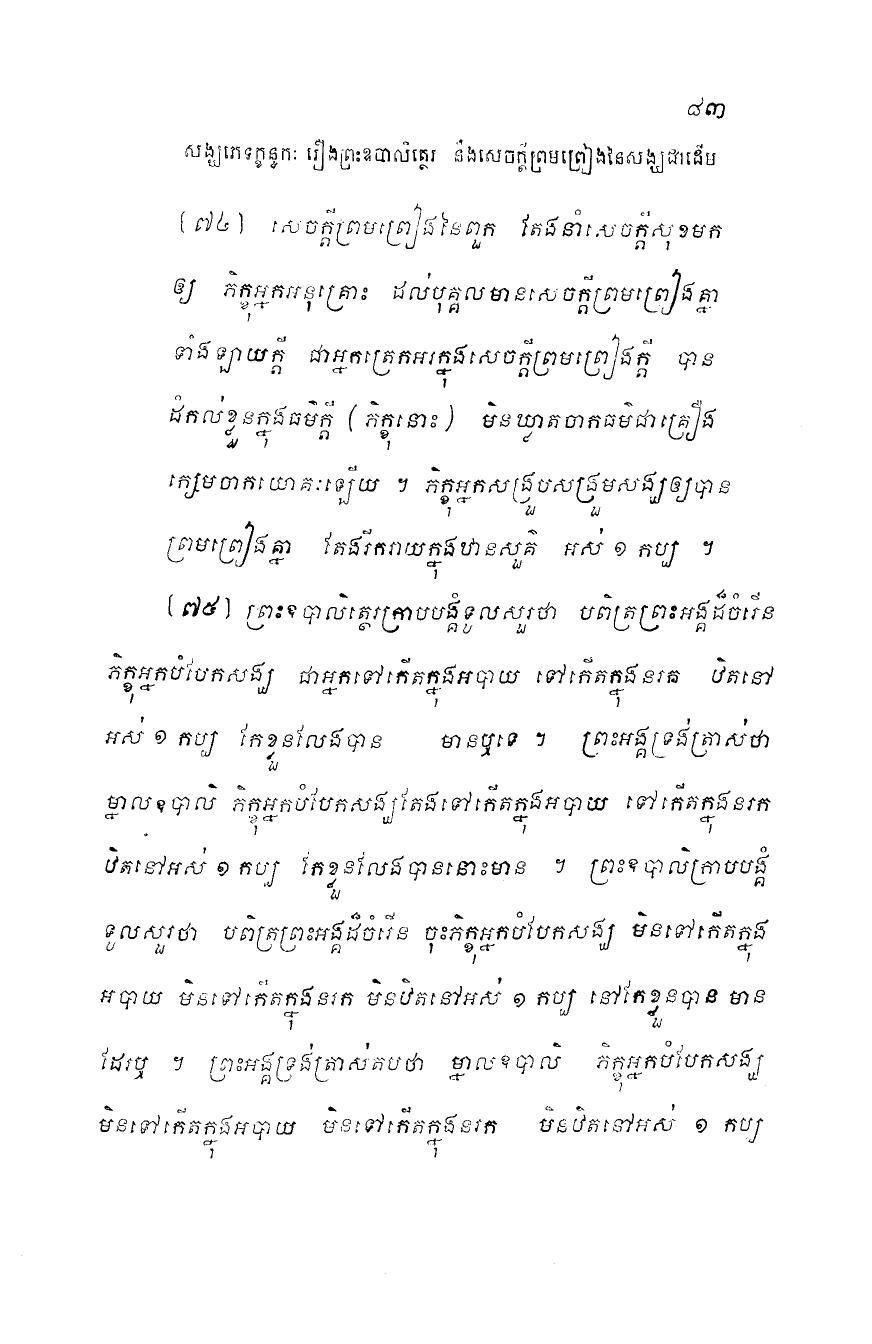 ៨៣
សង្ឃភេទក្ខន្ធកៈ រឿងព្រះឧបាលិត្ថេរ នឹងសេចក្តីព្រមព្រៀងនៃសង្ឃជាដើម
(៧៤) សេចក្តីព្រមព្រៀងនៃពួក តែងនាំសេចក្តីសុខមក
ឲ្យ ភិក្ខុអ្នកអនុគ្រោះ ដល់បុគ្គលមានសេចក្តីព្រមព្រៀងគ្នា
ទាំងឡាយក្តី ជាអ្នកត្រេកអរក្នុងសេចក្តីព្រមព្រៀងក្តី បាន
ដំកល់ខ្លួនក្នុងធម៌ក្តី (ភិក្ខុនោះ) មិនឃ្លាតចាកធម៌ជាគ្រឿង
ក្សេមចាកយោគៈឡើយ ។ ភិក្ខុអ្នកសង្រួបសង្រួមសង្ឃឲ្យបាន
ព្រមព្រៀងគ្នា តែងរីករាយក្នុងឋានសួគ៌ អស់ ១ កប្ប ។
(៧៥) ព្រះឧបាលិត្ថេរក្រាបបង្គំទូលសួរថា បពិត្រព្រះអង្គដ៏ចំរើន
ភិក្ខុអ្នកបំបែកសង្ឃ ជាអ្នកទៅកើតក្នុងអបាយ ទៅកើតក្នុងនរក ឋិតនៅ
អស់ ១ កប្ប កែខ្លួនលែងបាន មានឬទេ ។ ព្រះអង្គទ្រង់ត្រាស់ថា
ម្នាលឧបាលិ ភិក្ខុអ្នកបំបែកសង្ឃតែងទៅកើតក្នុងអបាយ ទៅកើតក្នុងនរក
ឋិតនៅអស់ ១ កប្ប កែខ្លួនលែងបាននោះមាន ។ ព្រះឧបាលិក្រាបបង្គំ
ទូលសួរថា បពិត្រព្រះអង្គដ៏ចំរើន ចុះភិក្ខុអ្នកបំបែកសង្ឃ មិនទៅកើតក្នុង
អបាយ មិនទៅកើតក្នុងនរក មិនឋិតនៅអស់ ១ កប្ប នៅកែខ្លួនបាន មាន
ដែរឬ ។ ព្រះអង្គទ្រង់ត្រាស់តបថា ម្នាលឧបាលិ ភិក្ខុអ្នកបំបែកសង្ឃ
មិនទៅកើតក្នុងអបាយ មិនទៅកើតក្នុងនរក មិនឋិតនៅអស់ ១ កប្ប